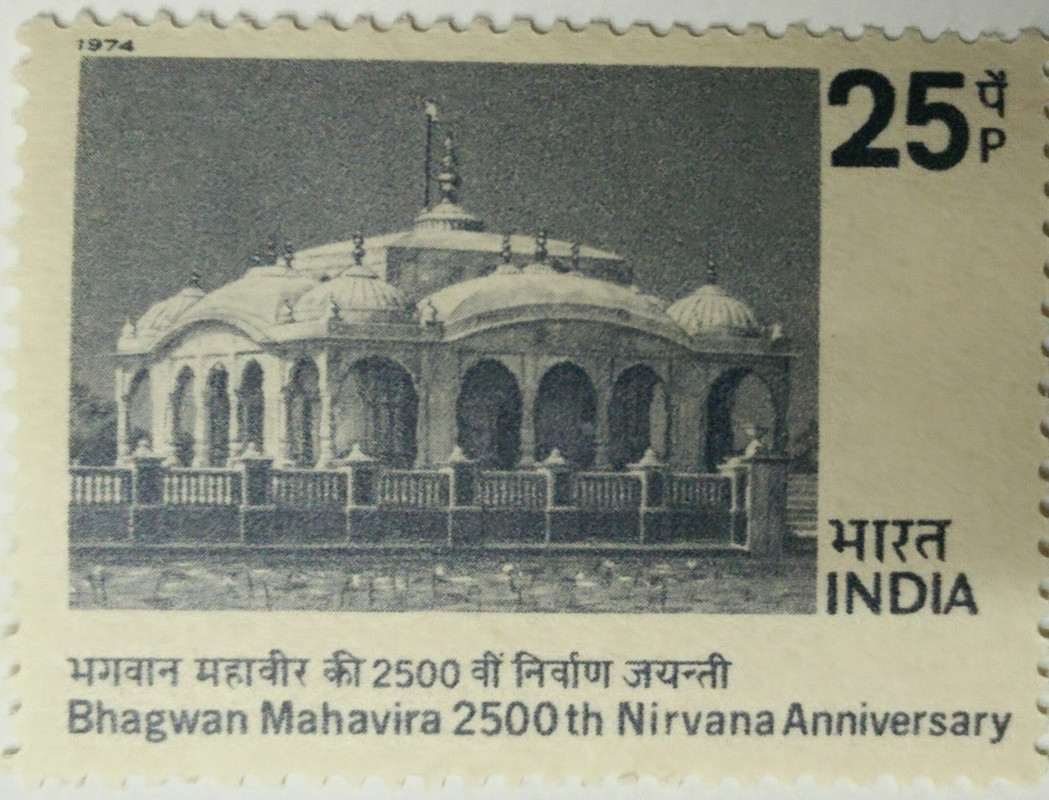 1974
25 पै
P
भारत
INDIA
भगवान महावीर की 2500 वीं निर्वाण जयन्ती
Bhagwan Mahavira 2500th Nirvana Anniversary